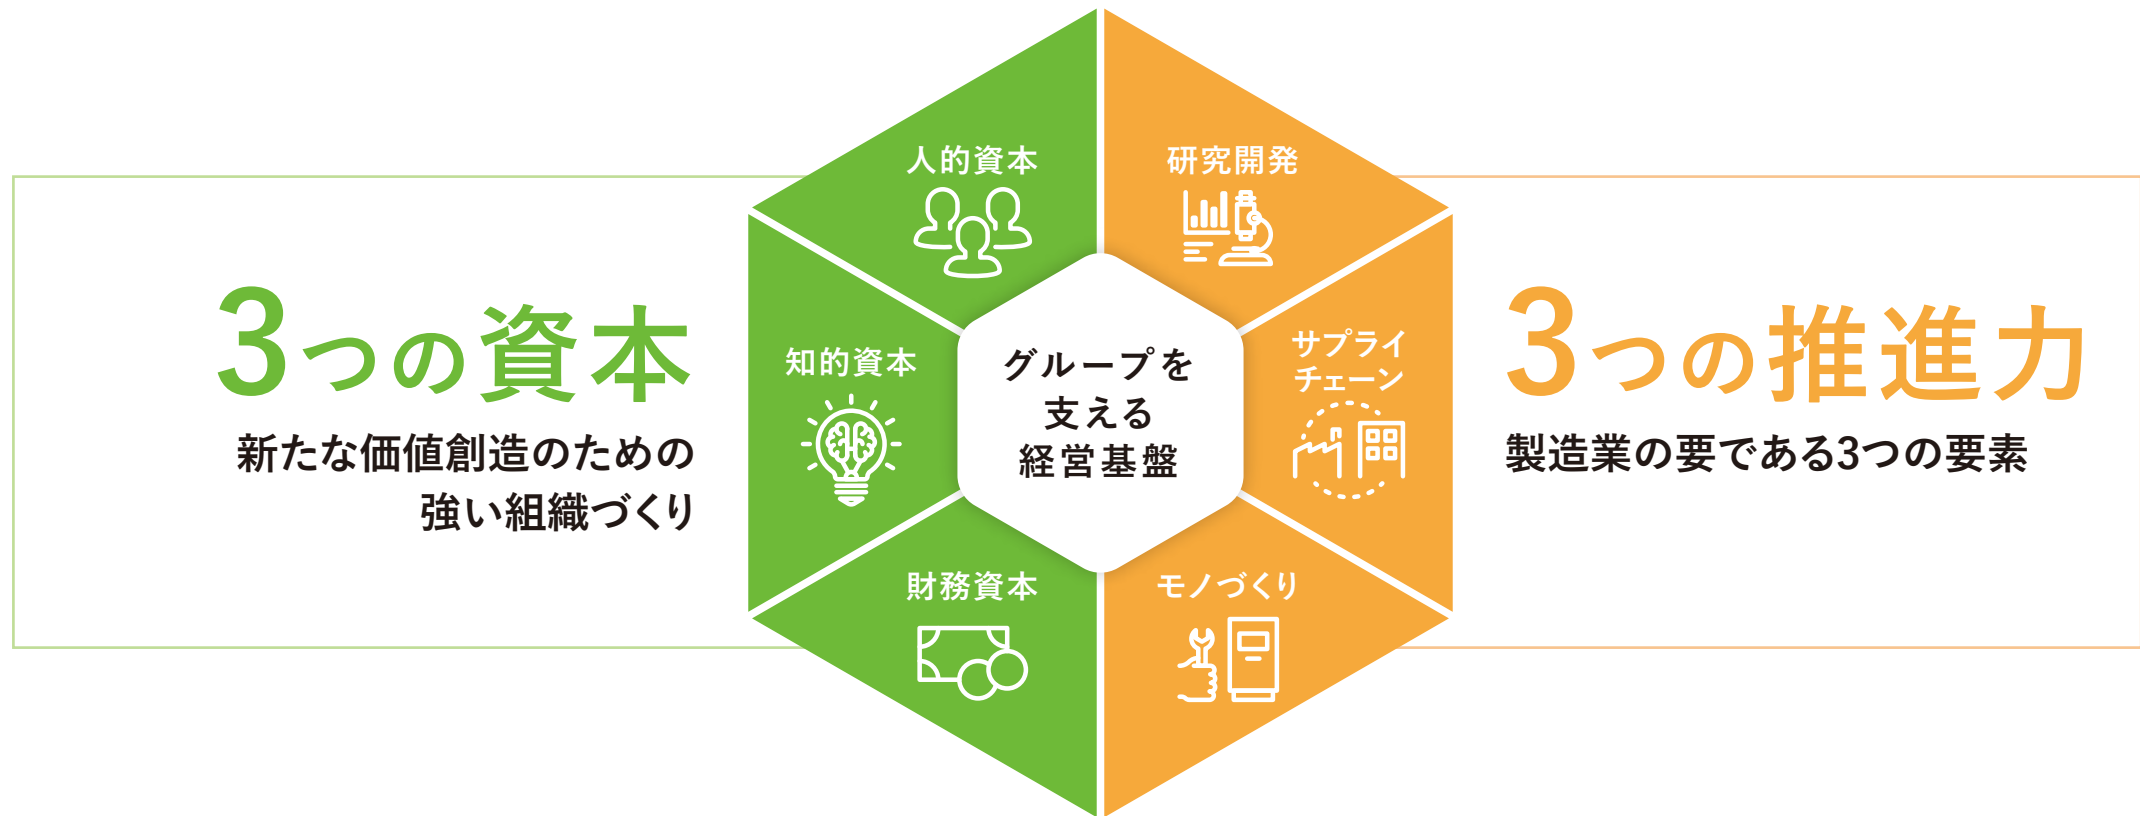 3つの資本
新たな価値創造のための
強い組織づくり
人的資本
知的資本
財務資本
グループを
支える
経営基盤
研究開発
サプライ
チェーン
モノづくり
3つの推進力
製造業の要である3つの要素